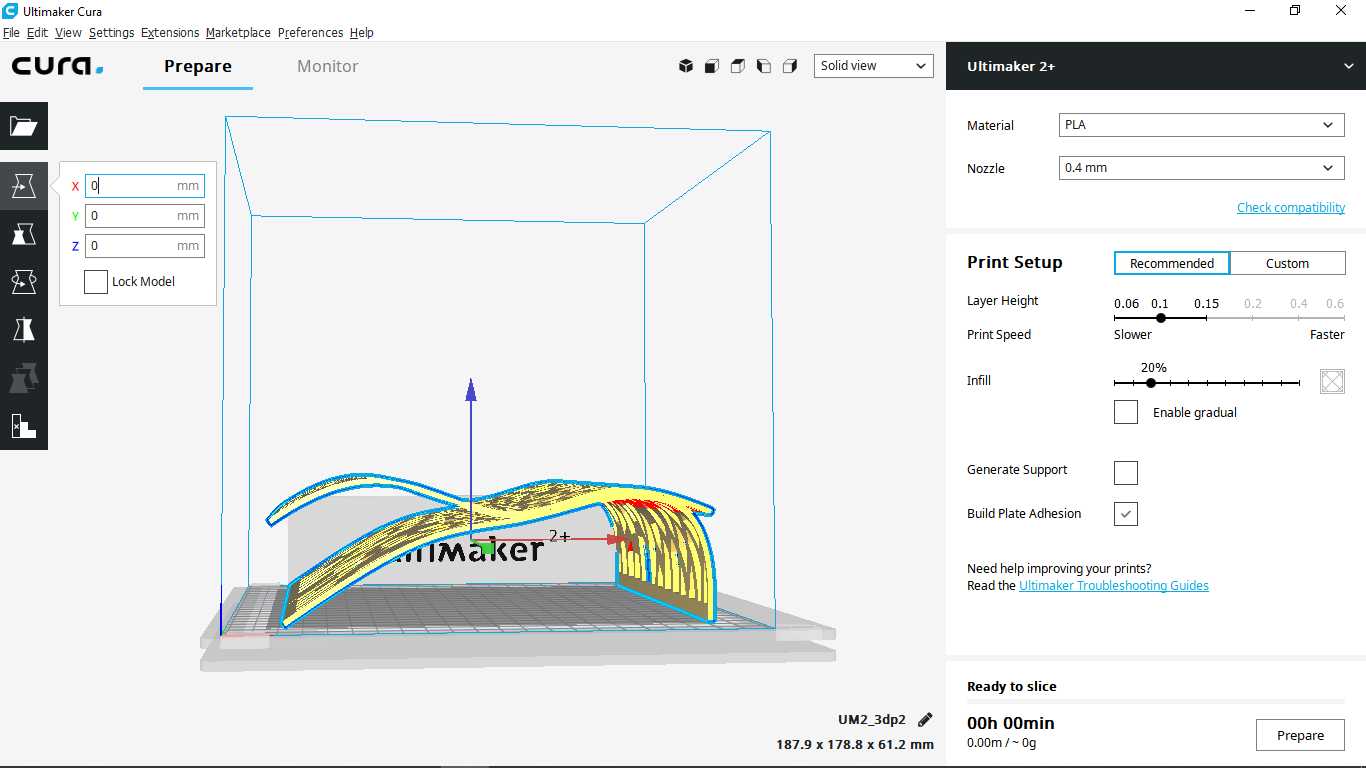 Ultimaker Cura
File Edit View Settings Extensions Marketplace Preferences Help
cura.
Prepare
Monitor
Solid view
Ultimaker 2+
Material
PLA
Nozzle
0.4 mm
Check compatibility
X 0 mm
Y 0 mm
Z 0 mm
Lock Model
Print Setup
Recommended
Custom
Layer Height
0.06 0.1 0.15 0.2 0.4 0.6
Print Speed
Slower
Faster
20%
Infill
Enable gradual
Generate Support
Build Plate Adhesion
Need help improving your prints?
Read the Ultimaker Troubleshooting Guides
2+
Ready to slice
00h 00min
0.00m / ~ 0g
Prepare
UM2_3dp2
187.9 x 178.8 x 61.2 mm